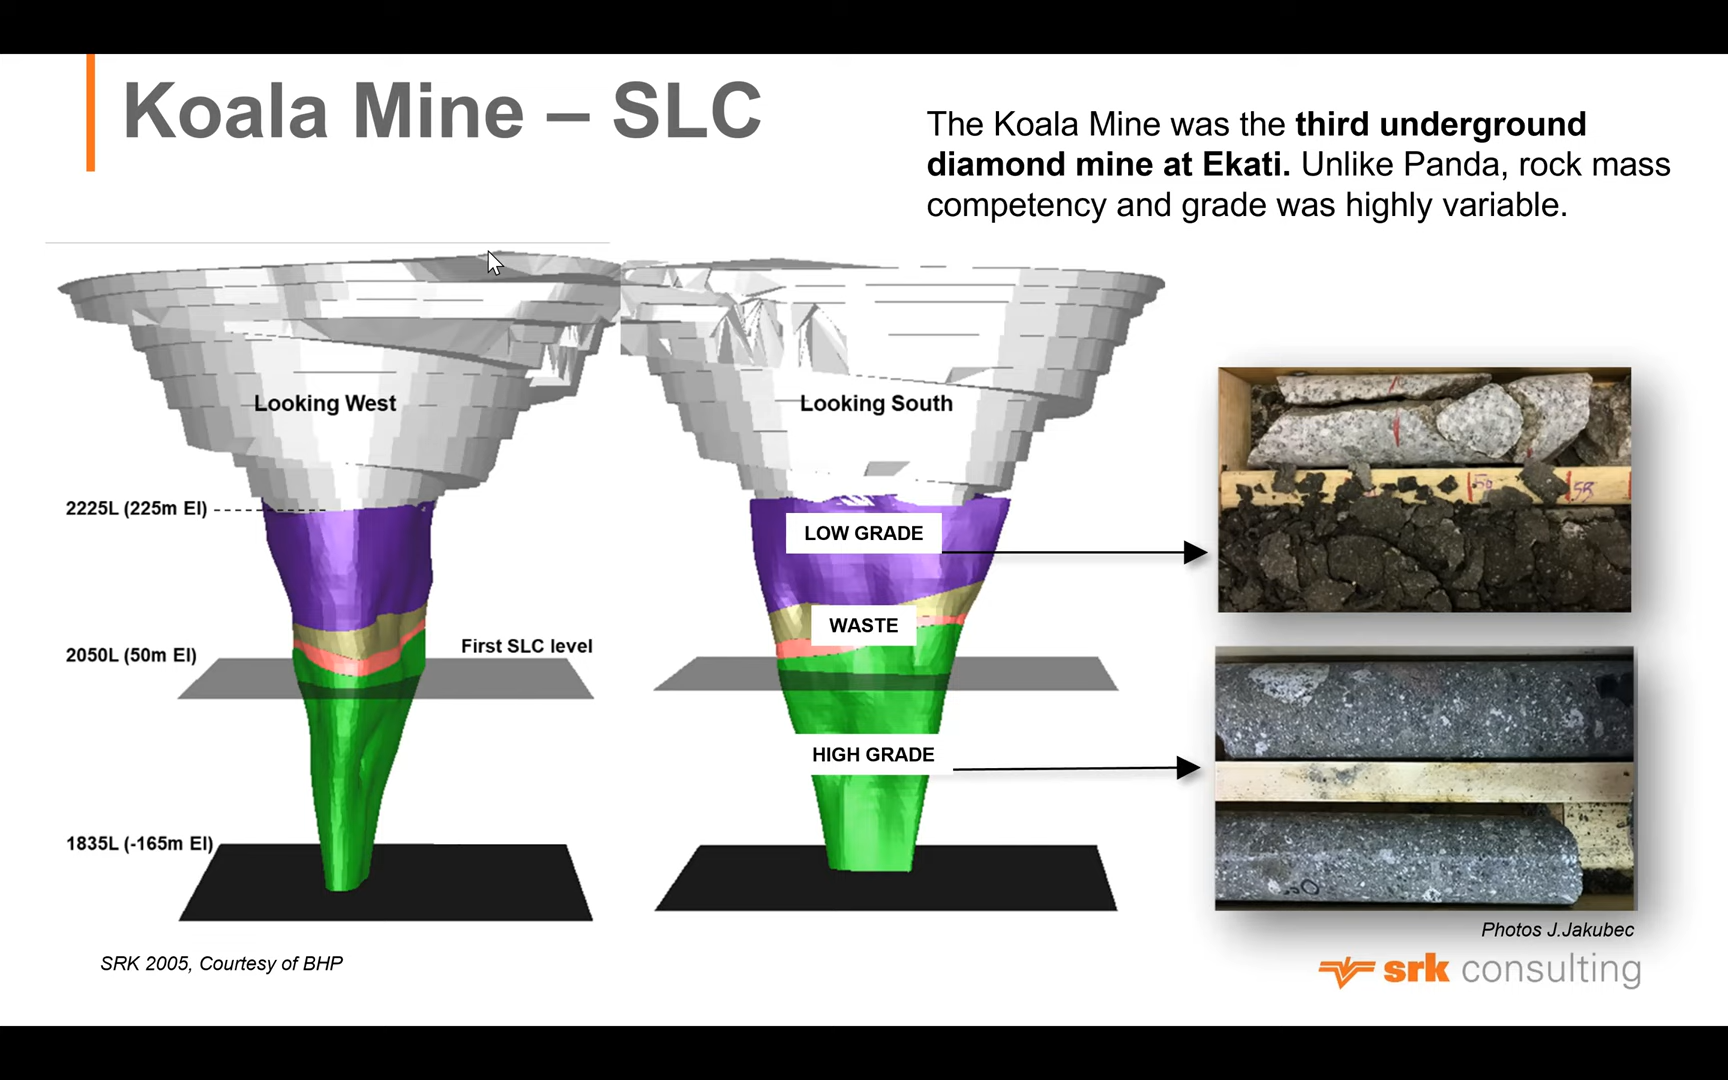 Koala Mine – SLC
The Koala Mine was the third underground
diamond mine at Ekati. Unlike Panda, rock mass
competency and grade was highly variable.
Looking West
Looking South
2225L (225m El)
LOW GRADE
WASTE
First SLC level
2050L (50m El)
HIGH GRADE
1835L (-165m El)
Photos J.Jakubec
SRK 2005, Courtesy of BHP
srk consulting